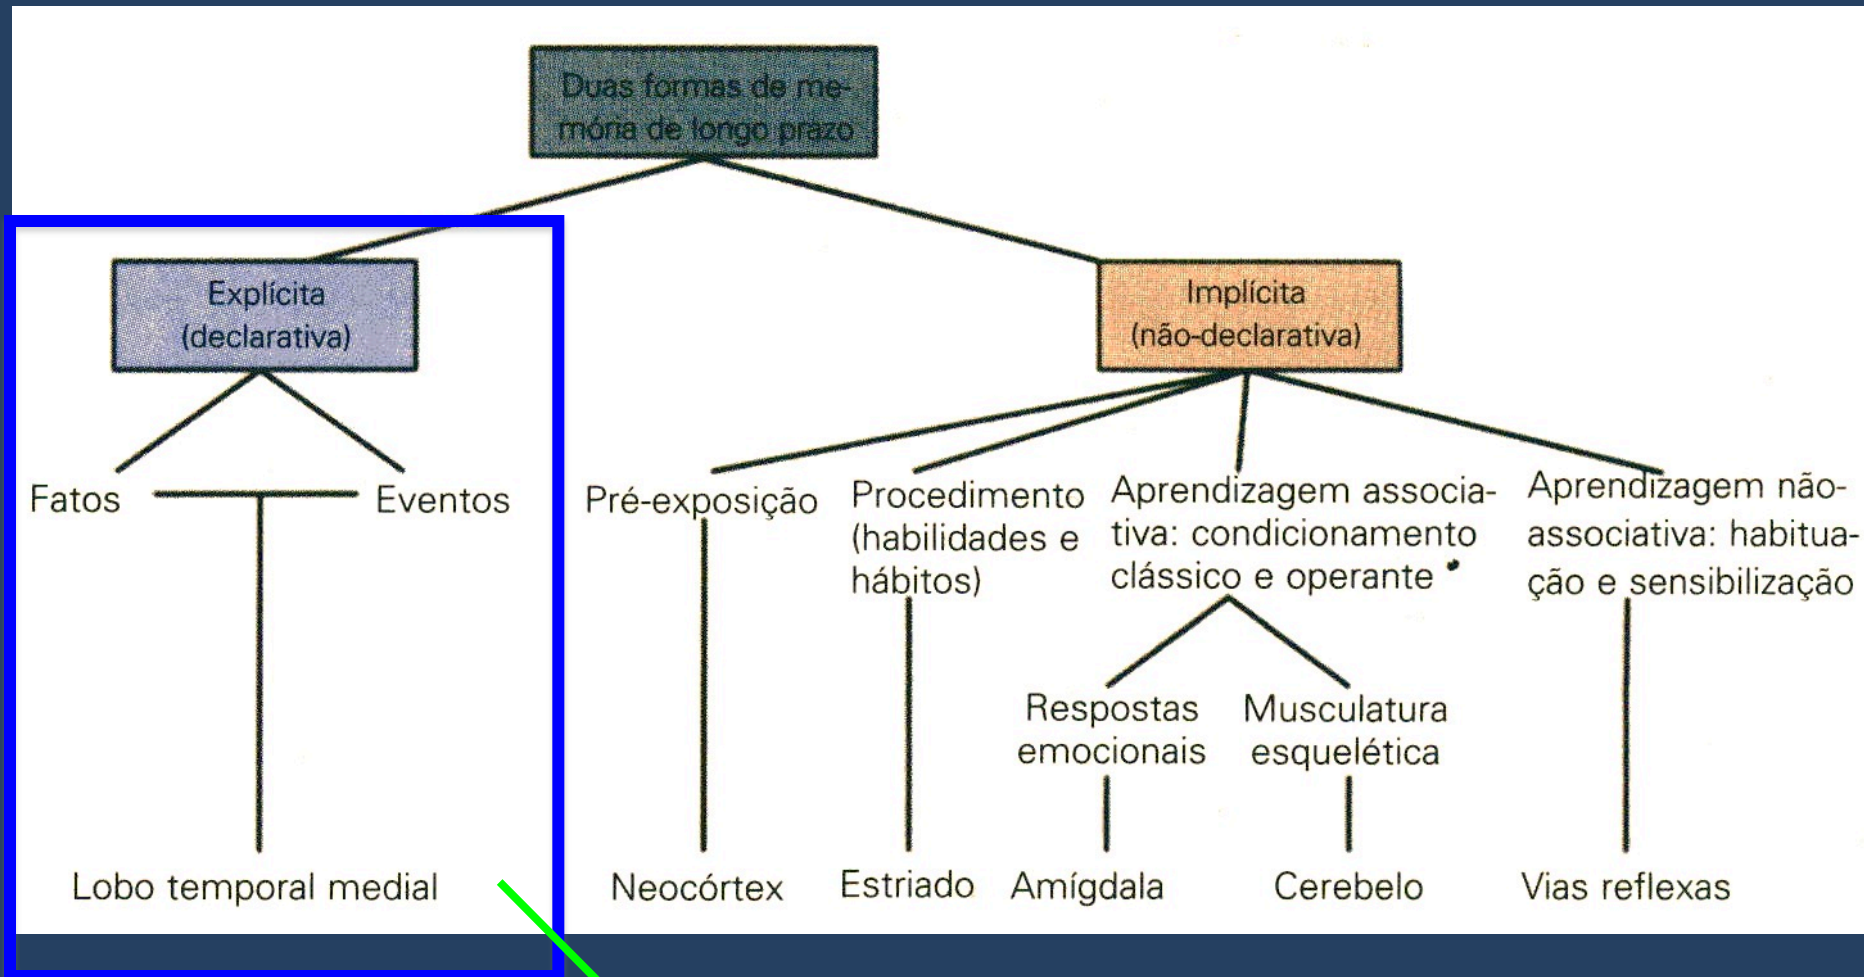 Duas formas de me-
mória de longo prazo
Explícita
(declarativa)
Implícita
(não-declarativa)
Fatos
Eventos
Pré-exposição
Procedimento
(habilidades e
hábitos)
Aprendizagem associa-
tiva: condicionamento
clássico e operante
Aprendizagem não-
associativa: habitua-
ção e sensibilização
Respostas
emocionais
Musculatura
esquelética
Lobo temporal medial
Neocórtex
Estriado
Amígdala
Cerebelo
Vias reflexas